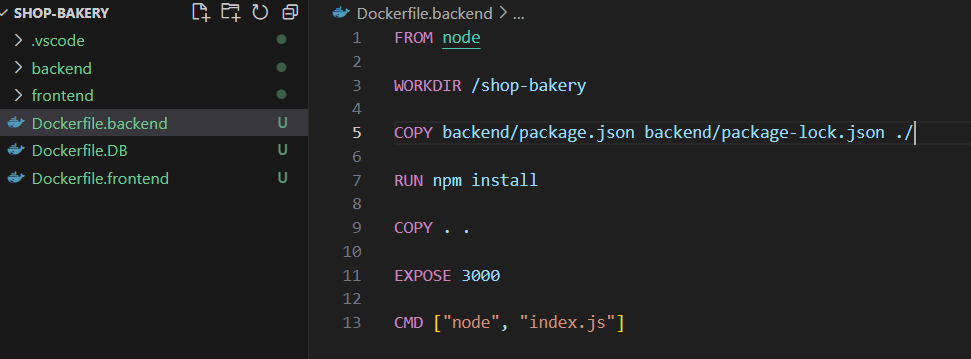 SHOP-BAKERY
.vscode
backend
frontend
Dockerfile.backend U
Dockerfile.DB U
Dockerfile.frontend U
Dockerfile.backend > ...
1 FROM node
2
3 WORKDIR /shop-bakery
4
5 COPY backend/package.json backend/package-lock.json ./
6
7 RUN npm install
8
9 COPY . .
10
11 EXPOSE 3000
12
13 CMD ["node", "index.js"]